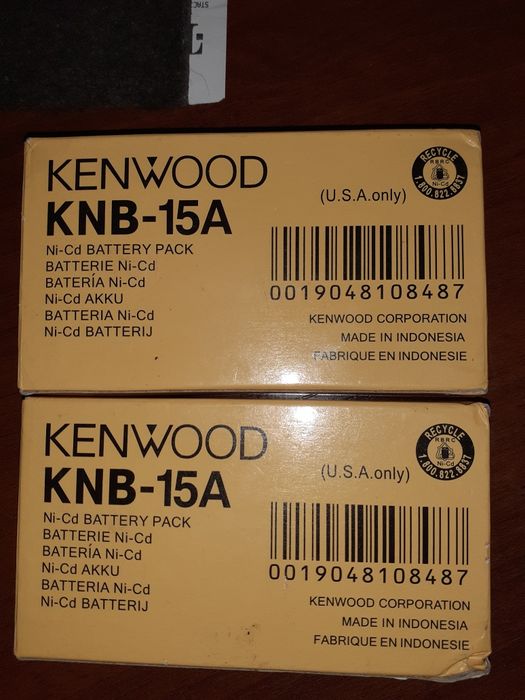 KENWOOD
KNB-15A
Ni-Cd BATTERY PACK
BATTERIE Ni-Cd
BATERÍA Ni-Cd
Ni-Cd AKKU
BATTERIA Ni-Cd
Ni-Cd BATTERIJ
(U.S.A.only)
RECYCLE
RBRC
Ni-Cd
1.800.822.8837
0019048108487
KENWOOD CORPORATION
MADE IN INDONESIA
FABRIQUE EN INDONESIE
KENWOOD
KNB-15A
Ni-Cd BATTERY PACK
BATTERIE Ni-Cd
BATERÍA Ni-Cd
Ni-Cd AKKU
BATTERIA Ni-Cd
Ni-Cd BATTERIJ
(U.S.A.only)
RECYCLE
RBRC
Ni-Cd
1.800.822.8837
0019048108487
KENWOOD CORPORATION
MADE IN INDONESIA
FABRIQUE EN INDONESIE